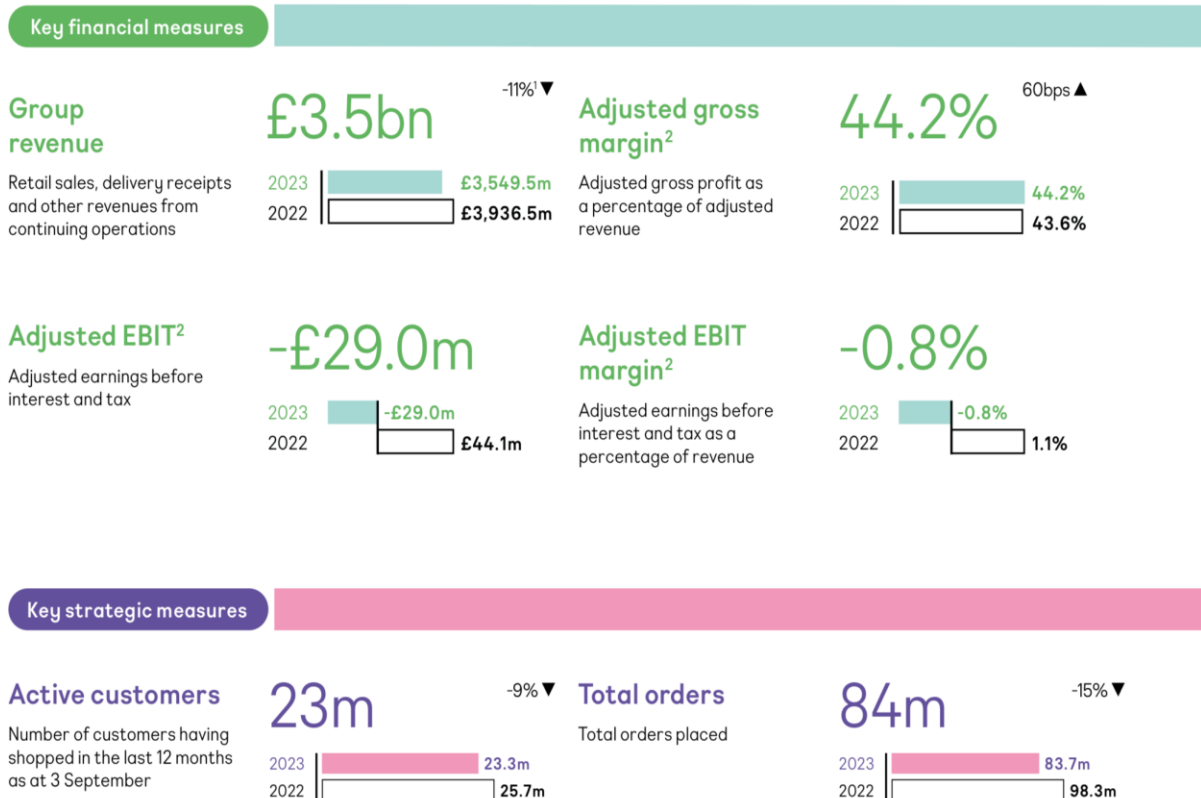 Key financial measures
Group
revenue
Retail sales, delivery receipts
and other revenues from
continuing operations
£3.5bn
-11%¹ ▼
2023 £3,549.5m
2022 £3,936.5m
Adjusted gross
margin²
Adjusted gross profit as
a percentage of adjusted
revenue
44.2%
60bps ▲
2023 44.2%
2022 43.6%
Adjusted EBIT²
Adjusted earnings before
interest and tax
-£29.0m
2023 -£29.0m
2022 £44.1m
Adjusted EBIT
margin²
Adjusted earnings before
interest and tax as a
percentage of revenue
-0.8%
2023 -0.8%
2022 1.1%
Key strategic measures
Active customers
Number of customers having
shopped in the last 12 months
as at 3 September
23m
-9% ▼
2023 23.3m
2022 25.7m
Total orders
Total orders placed
84m
-15% ▼
2023 83.7m
2022 98.3m